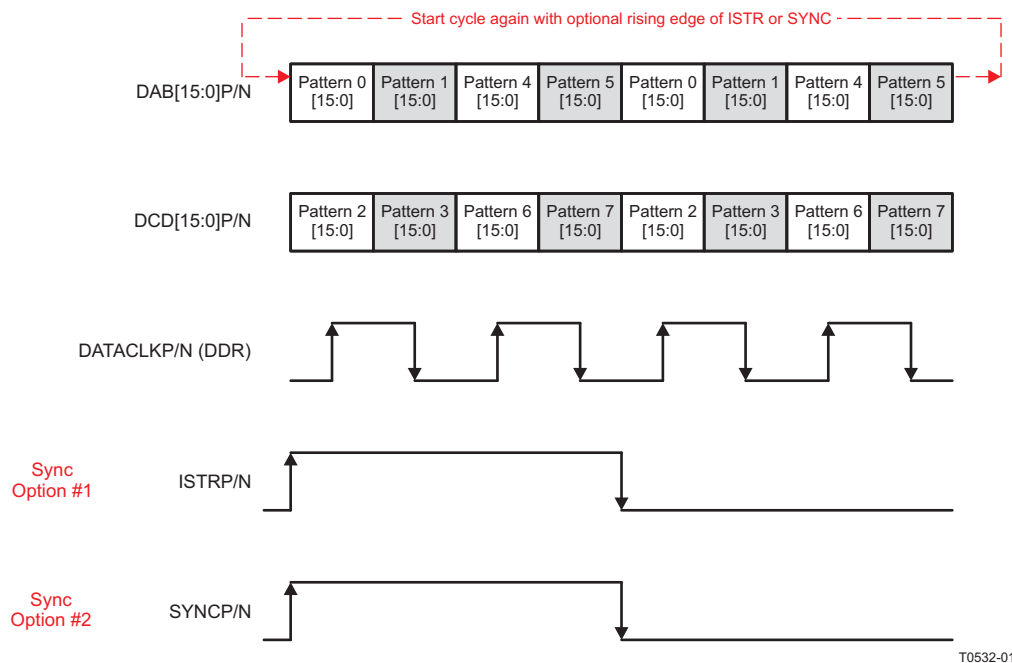 Start cycle again with optional rising edge of ISTR or SYNC
DAB[15:0]P/N
Pattern 0 [15:0] Pattern 1 [15:0] Pattern 4 [15:0] Pattern 5 [15:0] Pattern 0 [15:0] Pattern 1 [15:0] Pattern 4 [15:0] Pattern 5 [15:0]
DCD[15:0]P/N
Pattern 2 [15:0] Pattern 3 [15:0] Pattern 6 [15:0] Pattern 7 [15:0] Pattern 2 [15:0] Pattern 3 [15:0] Pattern 6 [15:0] Pattern 7 [15:0]
DATACLKP/N (DDR)
Sync
Option #1
ISTRP/N
Sync
Option #2
SYNCP/N
T0532-01